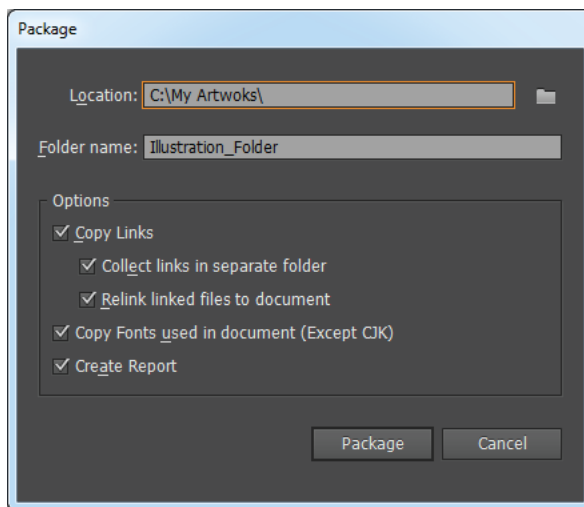 Package
Location: C:\My Artwoks\
Folder name: Illustration_Folder
Options
Copy Links
Collect links in separate folder
Relink linked files to document
Copy Fonts used in document (Except CJK)
Create Report
Package Cancel